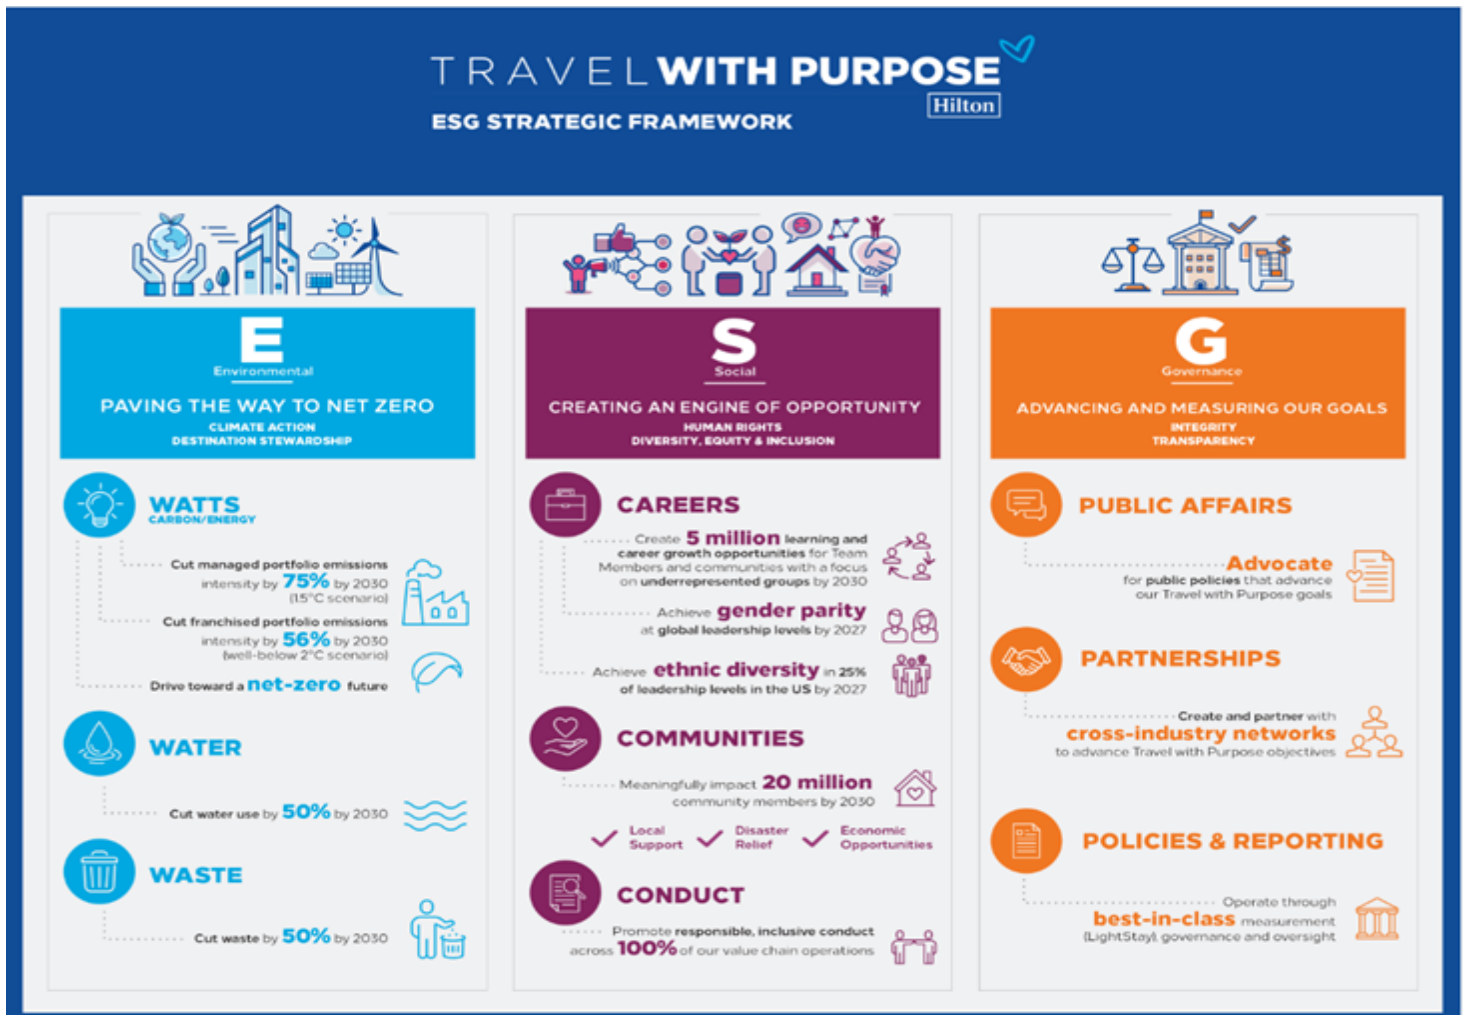 TRAVEL WITH PURPOSE
Hilton
ESG STRATEGIC FRAMEWORK
E
Environmental
PAVING THE WAY TO NET ZERO
CLIMATE ACTION
DESTINATION STEWARDSHIP
WATTS
CARBON/ENERGY
Cut managed portfolio emissions
intensity by 75% by 2030
(1.5°C scenario)
Cut franchised portfolio emissions
intensity by 56% by 2030
(well-below 2°C scenario)
Drive toward a net-zero future
WATER
Cut water use by 50% by 2030
WASTE
Cut waste by 50% by 2030
S
Social
CREATING AN ENGINE OF OPPORTUNITY
HUMAN RIGHTS
DIVERSITY, EQUITY & INCLUSION
CAREERS
Create 5 million learning and
career growth opportunities for Team
Members and communities with a focus
on underrepresented groups by 2030
Achieve gender parity
at global leadership levels by 2027
Achieve ethnic diversity in 25%
of leadership levels in the US by 2027
COMMUNITIES
Meaningfully impact 20 million
community members by 2030
Local
Support
Disaster
Relief
Economic
Opportunities
CONDUCT
Promote responsible, inclusive conduct
across 100% of our value chain operations
G
Governance
ADVANCING AND MEASURING OUR GOALS
INTEGRITY
TRANSPARENCY
PUBLIC AFFAIRS
Advocate
for public policies that advance
our Travel with Purpose goals
PARTNERSHIPS
Create and partner with
cross-industry networks
to advance Travel with Purpose objectives
POLICIES & REPORTING
Operate through
best-in-class measurement
(LightStay), governance and oversight